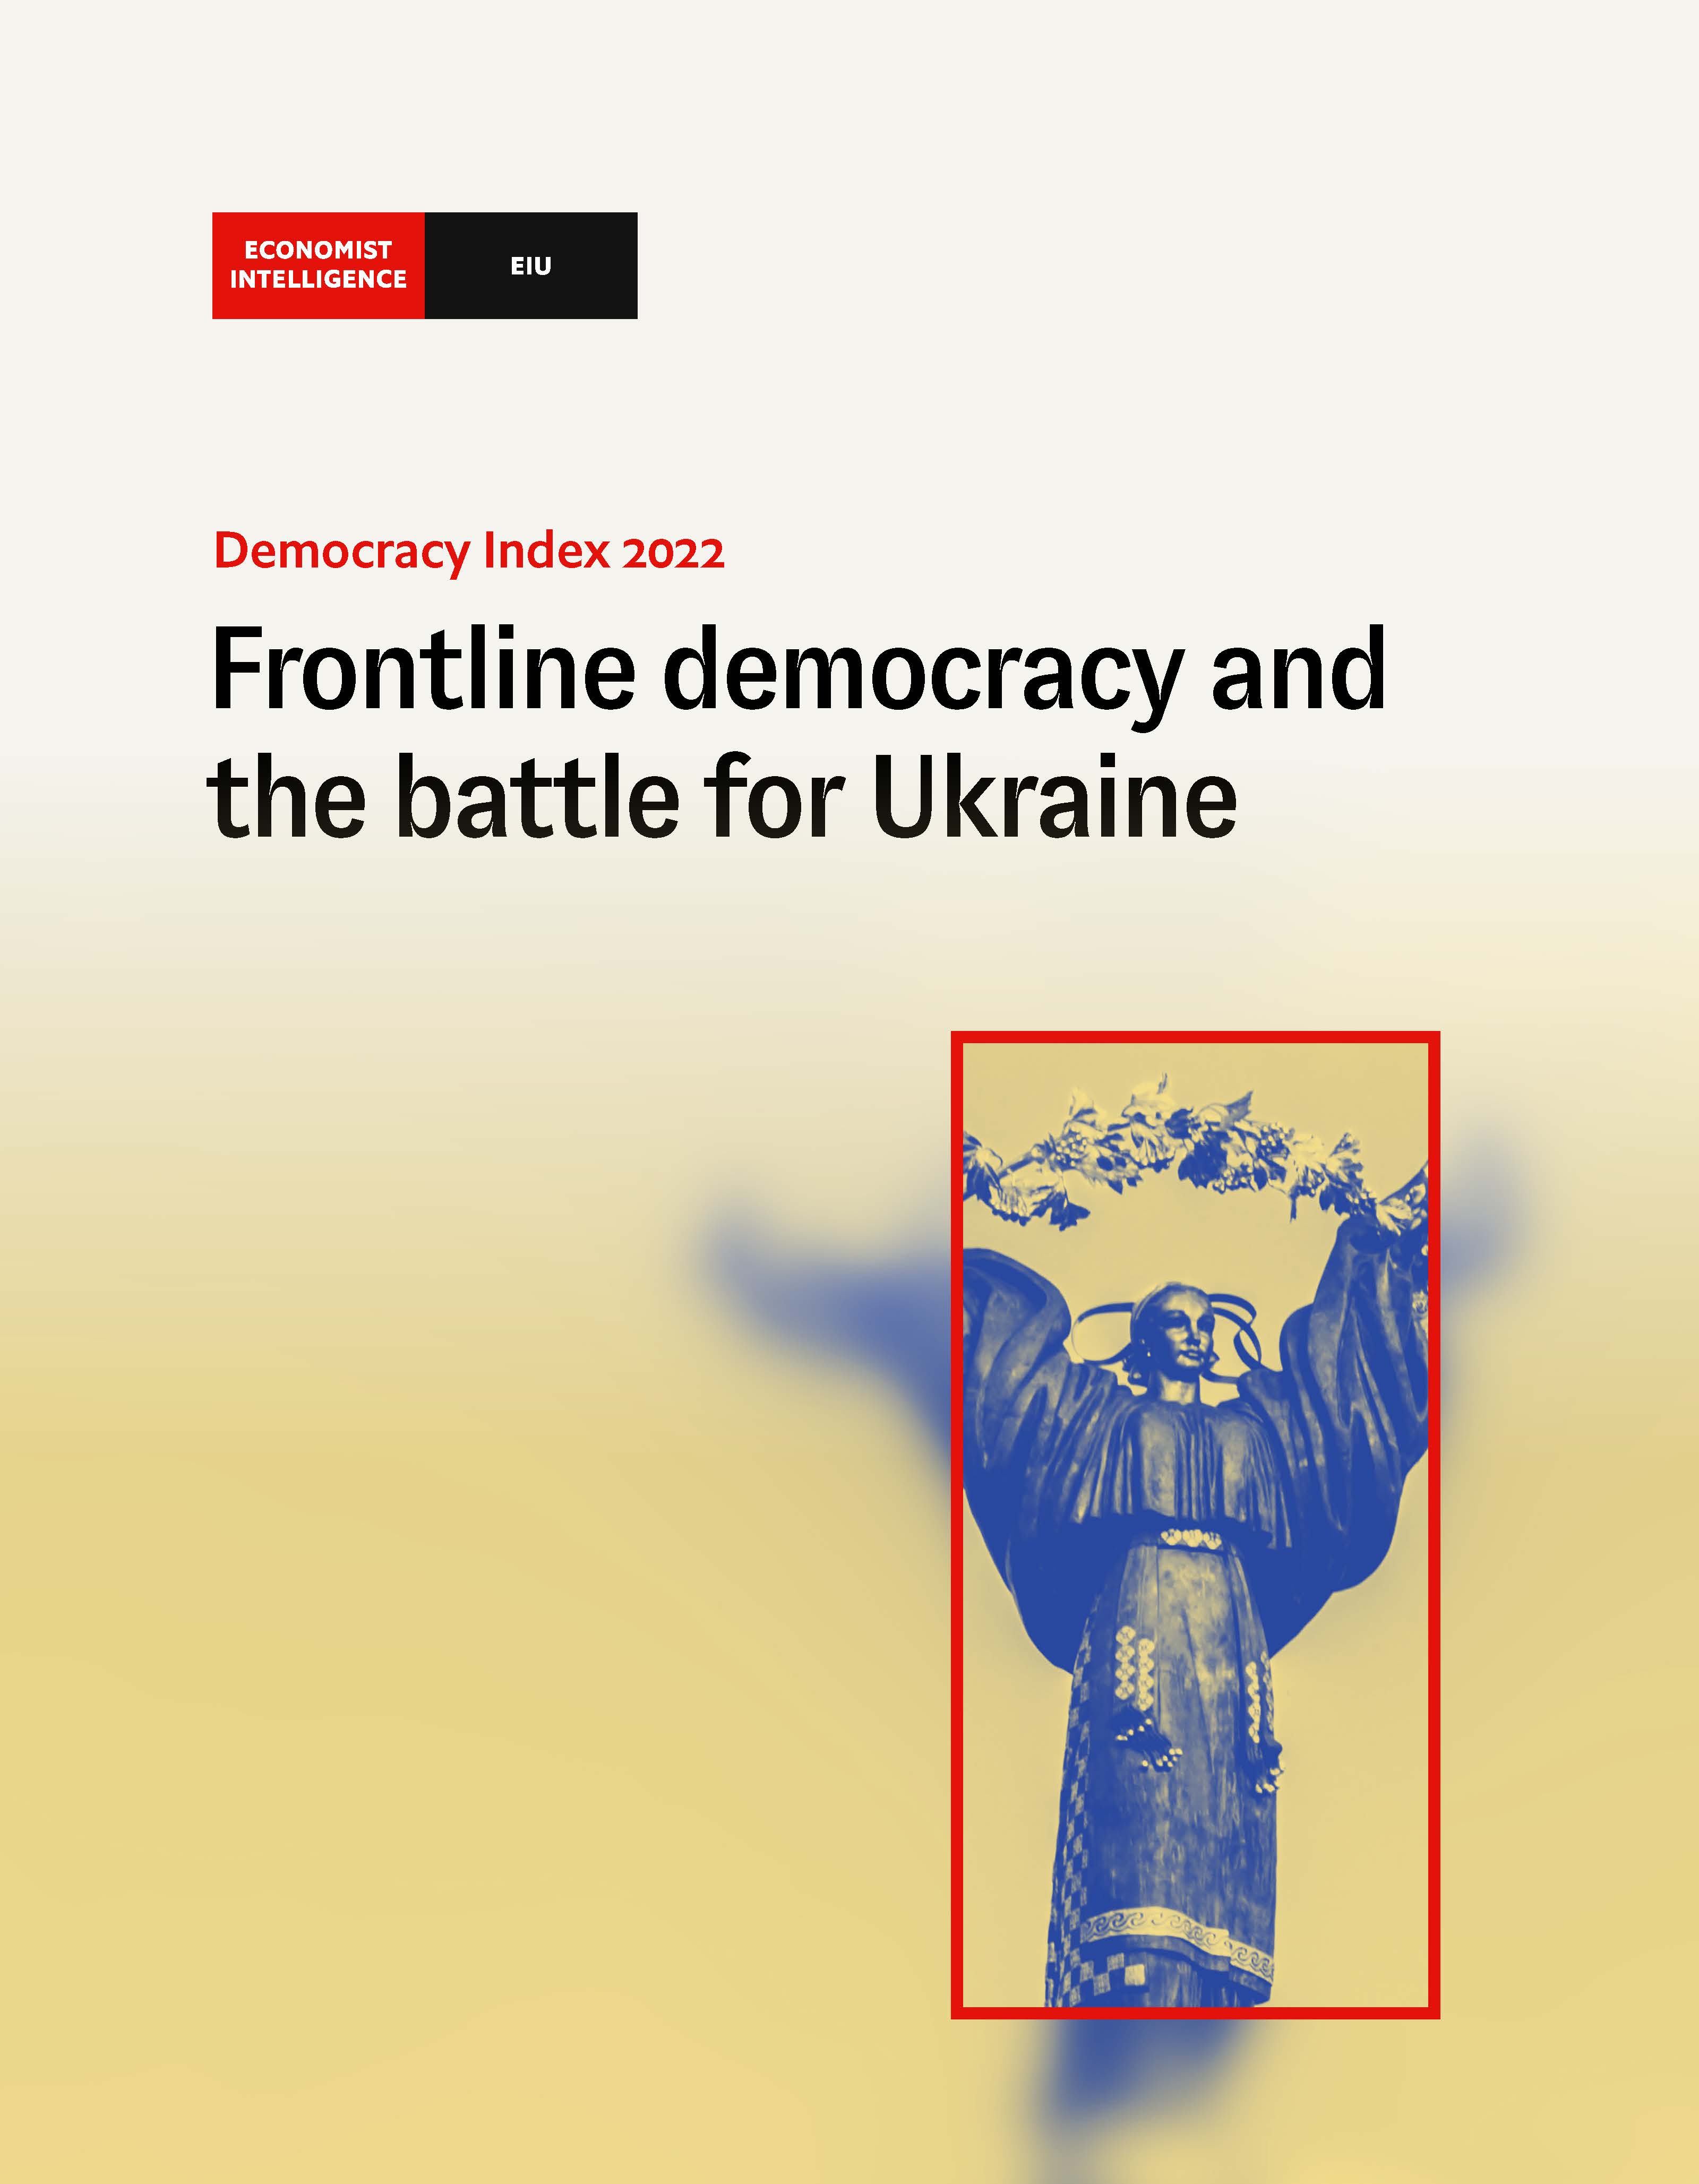 ECONOMIST
INTELLIGENCE
EIU
Democracy Index 2022
Frontline democracy and
the battle for Ukraine